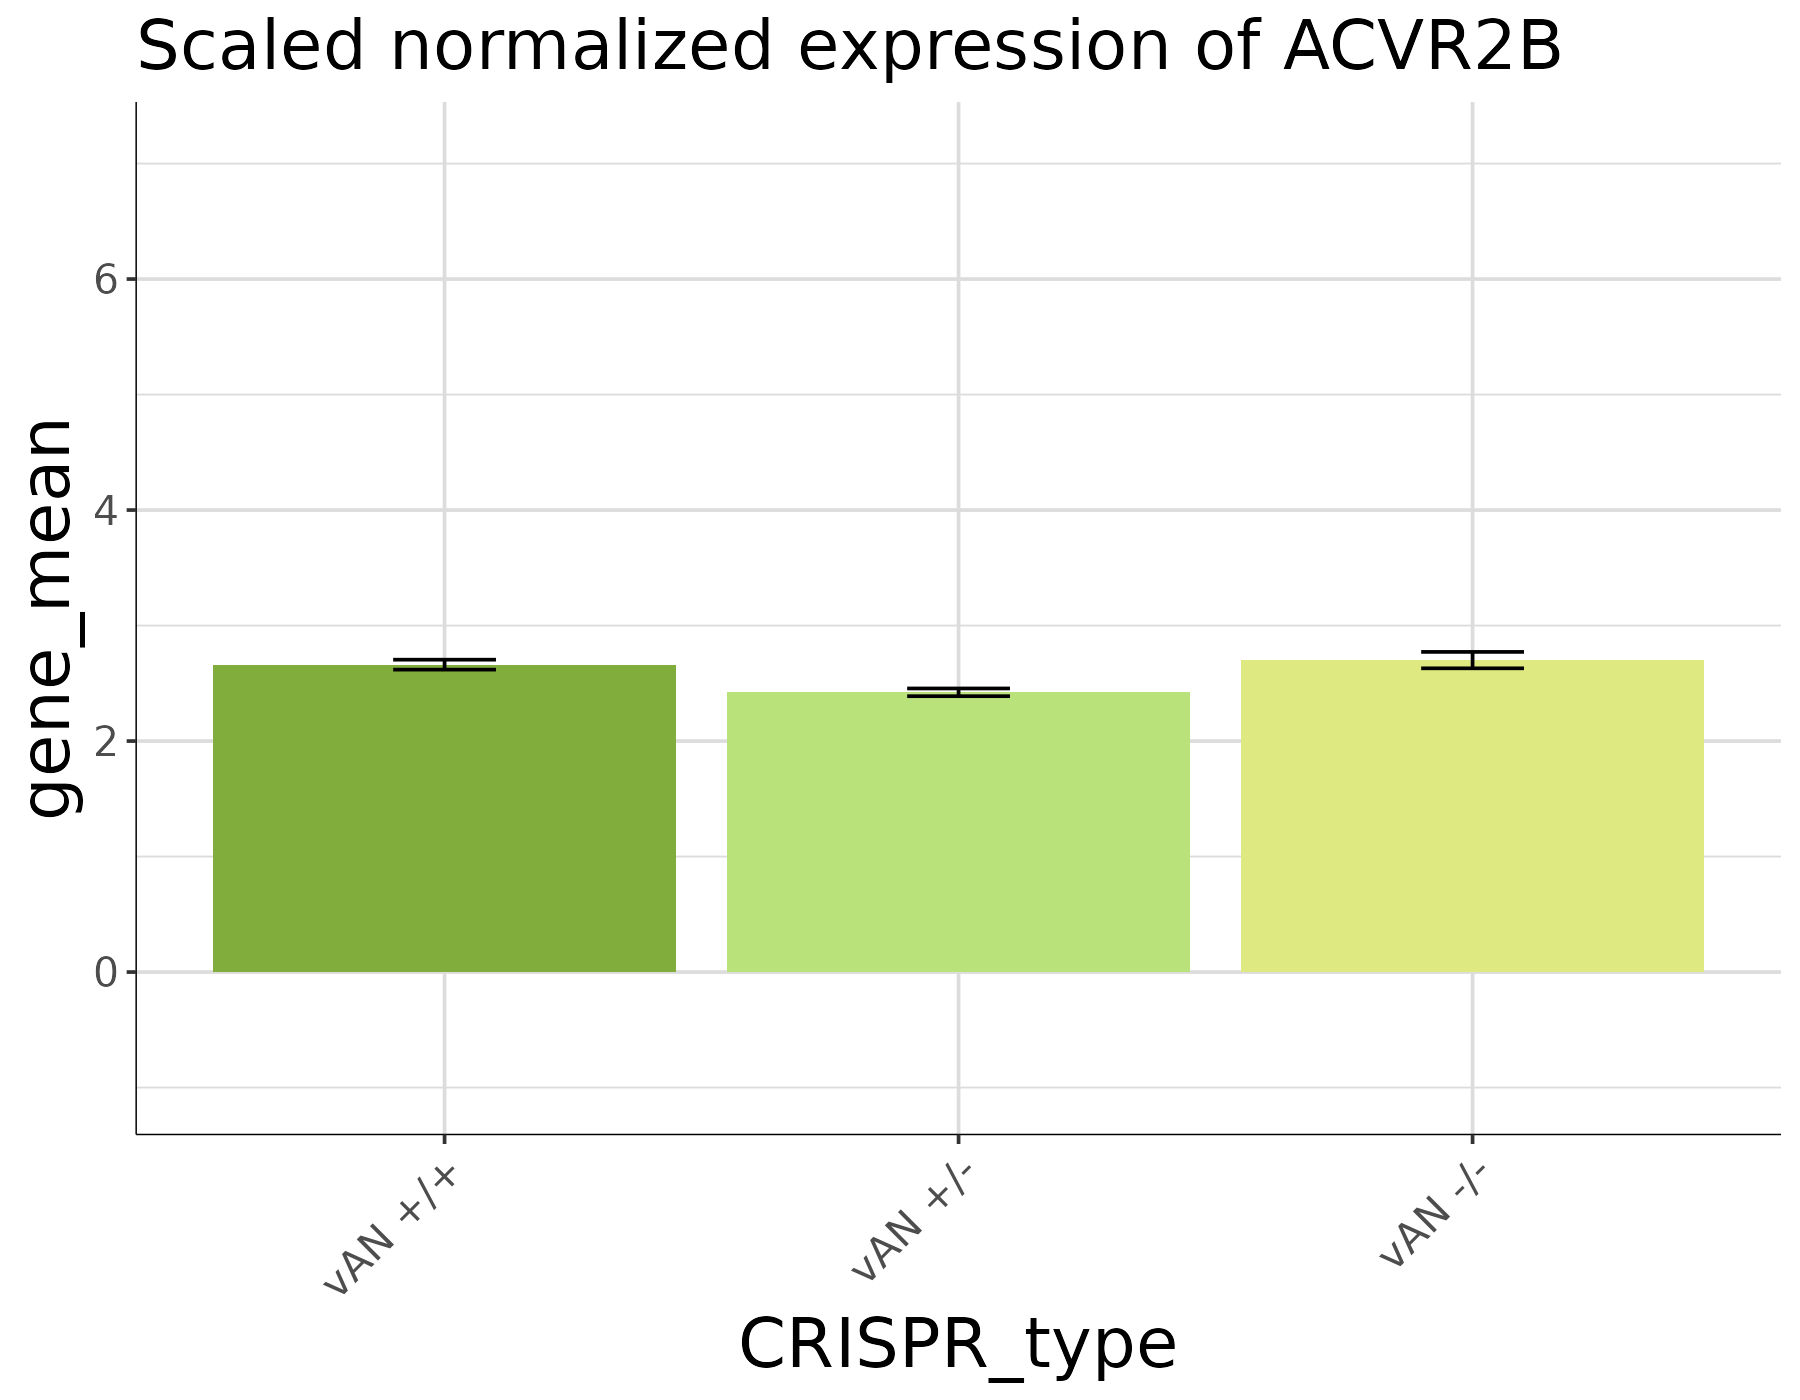 Scaled normalized expression of ACVR2B
gene_mean
6
4
2
0
vAN +/+
vAN +/-
vAN -/-
CRISPR_type